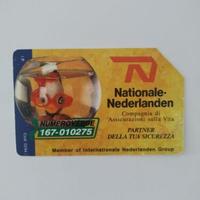 NUMEROVERDE
167-010275
Nationale-
Nederlanden
Compagnia di
Assicurazioni sulla Vita
PARTNER
DELLA TUA SICUREZZA
Member of Internationale Nederlanden Group